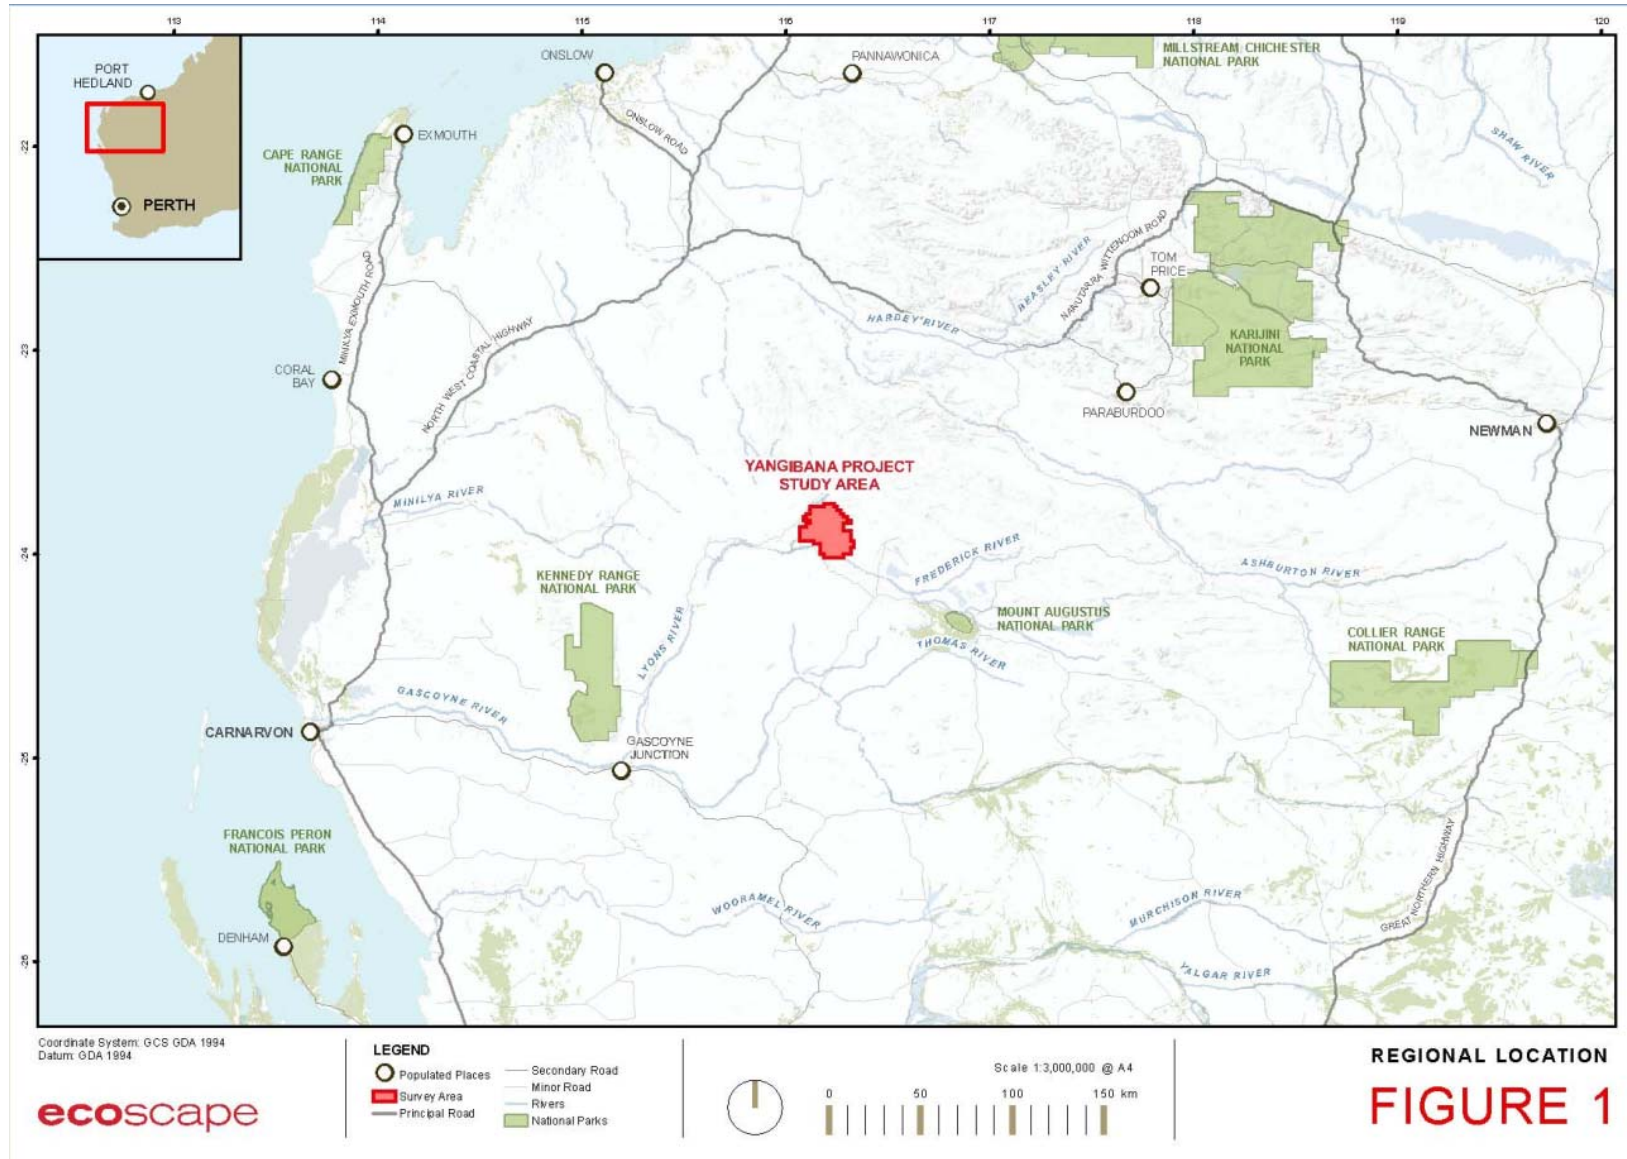 113
114
115
116
117
118
119
120
-22
-23
-24
-25
-26
PORT
HEDLAND
PERTH
ONSLOW
PANNAWONICA
MILLSTREAM CHICHESTER
NATIONAL PARK
EXMOUTH
ONSLOW ROAD
SHAW RIVER
CAPE RANGE
NATIONAL
PARK
MINILYA EXMOUTH ROAD
BEASLEY RIVER
NANUTARRA WITTENOOM ROAD
TOM
PRICE
HARDEY RIVER
NORTH WEST COASTAL HIGHWAY
KARIJINI
NATIONAL
PARK
CORAL
BAY
PARABURDOO
NEWMAN
YANGIBANA PROJECT
STUDY AREA
MINILYA RIVER
FREDERICK RIVER
ASHBURTON RIVER
KENNEDY RANGE
NATIONAL PARK
MOUNT AUGUSTUS
NATIONAL PARK
LYONS RIVER
THOMAS RIVER
COLLIER RANGE
NATIONAL PARK
GASCOYNE RIVER
CARNARVON
GASCOYNE
JUNCTION
FRANCOIS PERON
NATIONAL PARK
GREAT NORTHERN HIGHWAY
WOORAMEL RIVER
MURCHISON RIVER
DENHAM
YALGAR RIVER
Coordinate System: GCS GDA 1994
Datum: GDA 1994
ecoscape
LEGEND
Populated Places
Survey Area
Principal Road
Secondary Road
Minor Road
Rivers
National Parks
Scale 1:3,000,000 @ A4
0 50 100 150 km
REGIONAL LOCATION
FIGURE 1